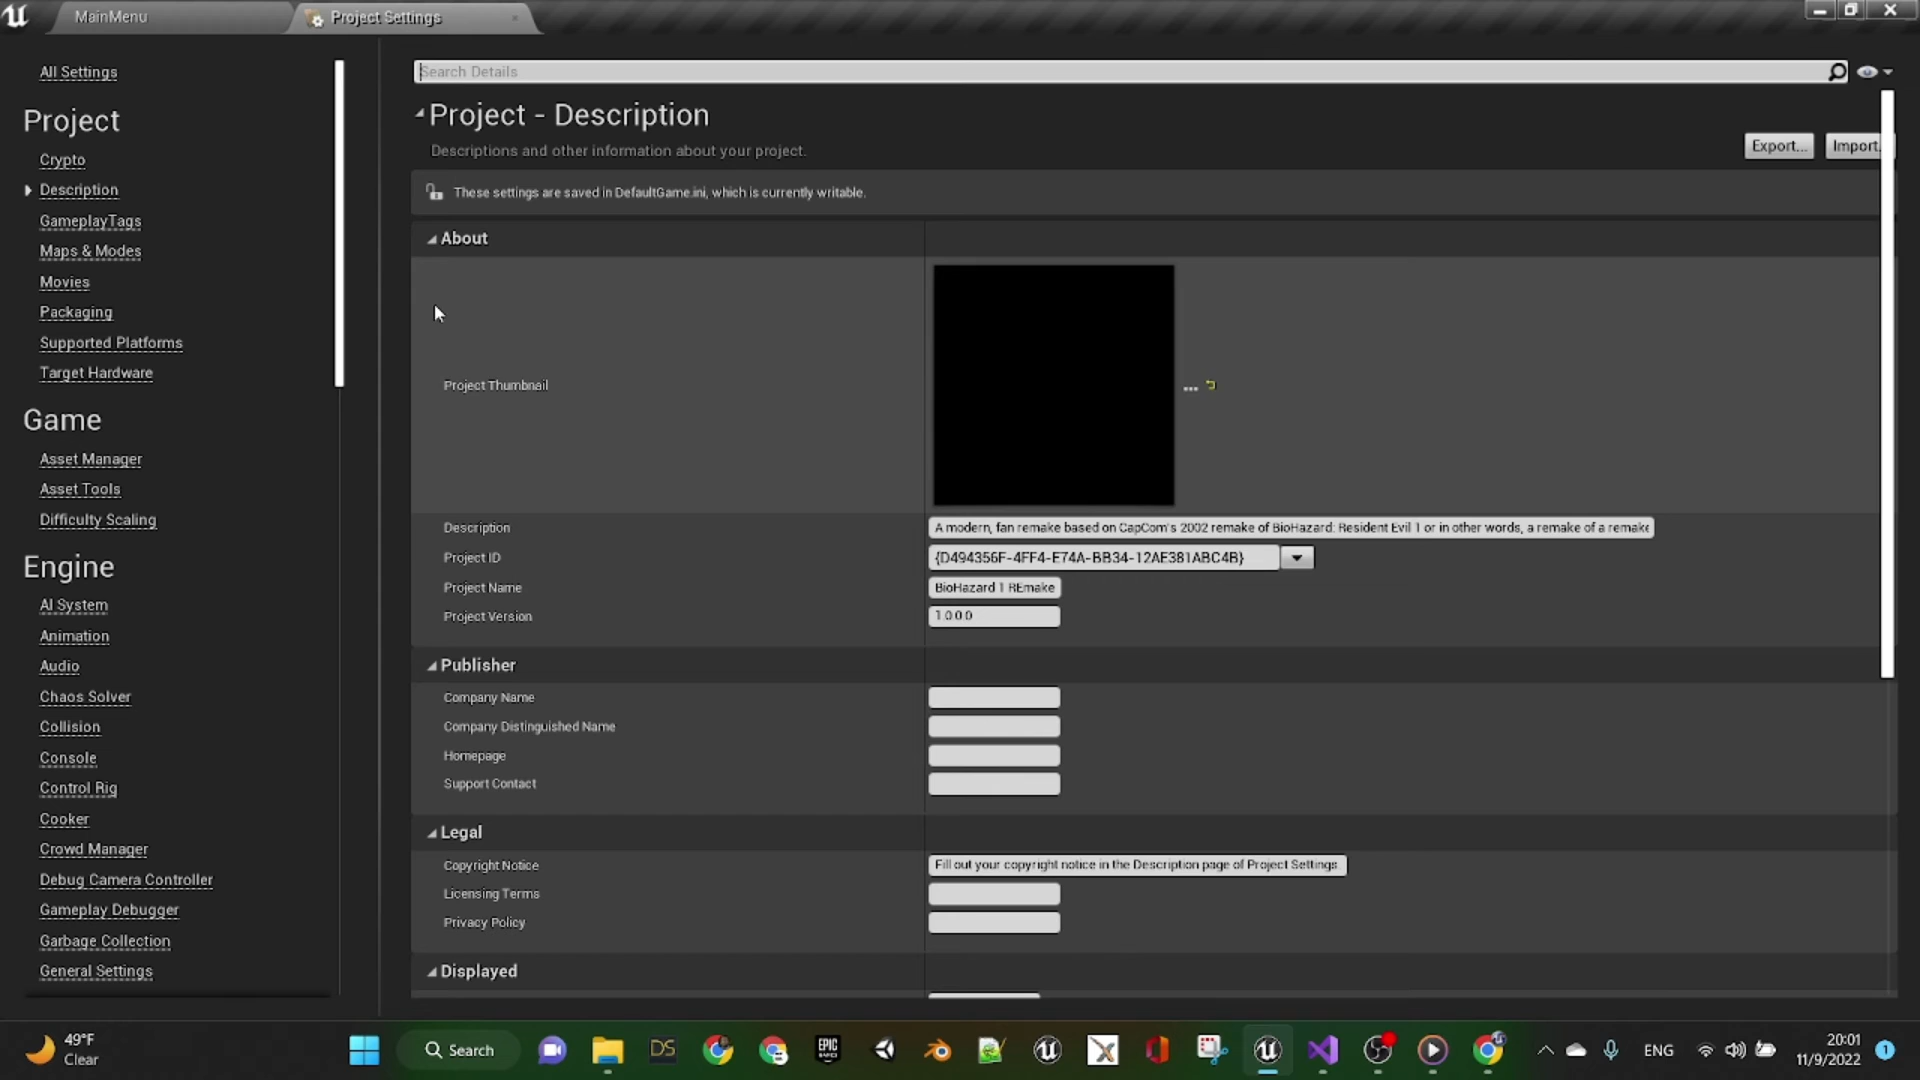 MainMenu
Project Settings
All Settings
Project
Crypto
Description
GameplayTags
Maps & Modes
Movies
Packaging
Supported Platforms
Target Hardware
Game
Asset Manager
Asset Tools
Difficulty Scaling
Engine
AI System
Animation
Audio
Chaos Solver
Collision
Console
Control Rig
Cooker
Crowd Manager
Debug Camera Controller
Gameplay Debugger
Garbage Collection
General Settings
Search Details
Project - Description
Descriptions and other information about your project.
Export...
Import.
These settings are saved in DefaultGame.ini, which is currently writable.
About
Project Thumbnail
...
Description
A modern, fan remake based on CapCom's 2002 remake of BioHazard: Resident Evil 1 or in other words, a remake of a remake
Project ID
{D494356F-4FF4-E74A-BB34-12AE381ABC4B}
Project Name
BioHazard 1 REmake
Project Version
1.0.0.0
Publisher
Company Name
Company Distinguished Name
Homepage
Support Contact
Legal
Copyright Notice
Fill out your copyright notice in the Description page of Project Settings.
Licensing Terms
Privacy Policy
Displayed
49°F
Clear
Search
DS
EPIC
GAMES
ENG
20:01
11/9/2022
1